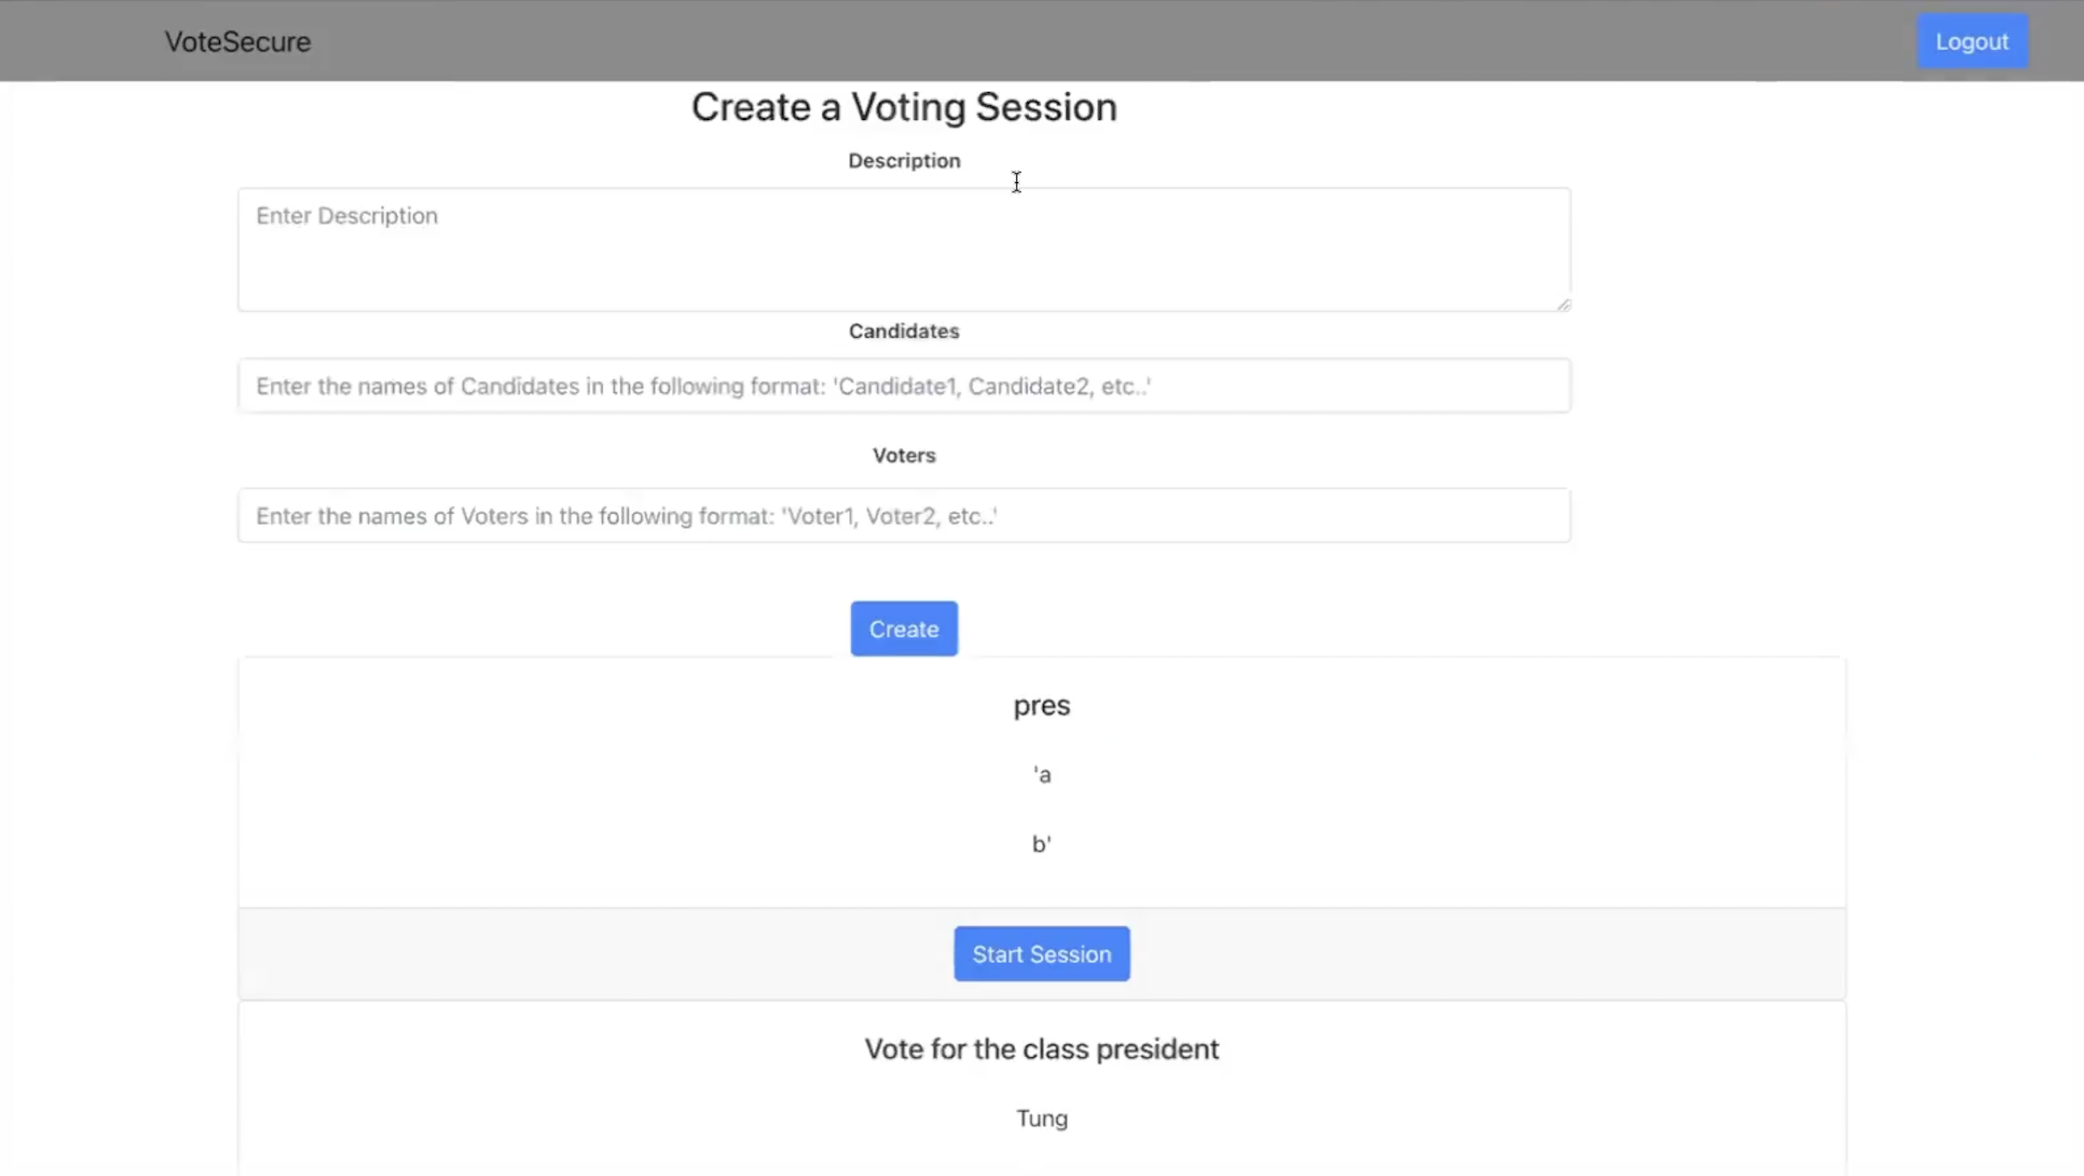 VoteSecure
Logout
Create a Voting Session
Description
Enter Description
Candidates
Enter the names of Candidates in the following format: 'Candidate1, Candidate2, etc..'
Voters
Enter the names of Voters in the following format: 'Voter1, Voter2, etc..'
Create
pres
'a
b'
Start Session
Vote for the class president
Tung